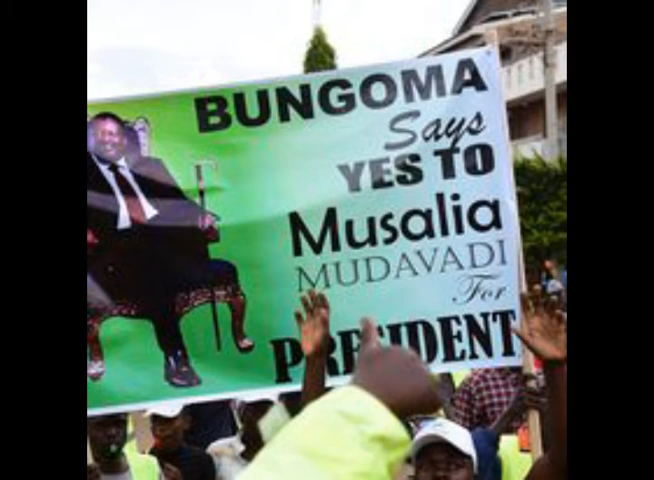 BUNGOMA
Says
YES TO
Musalia
MUDAVADI
For
PRESIDENT